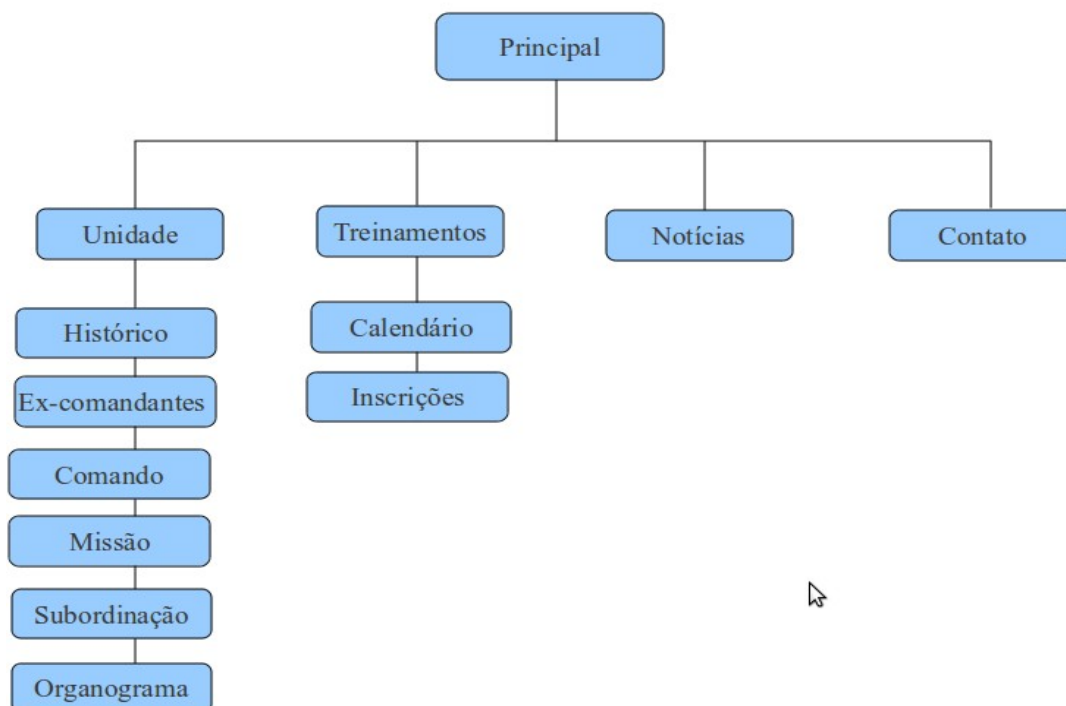 Principal
Unidade
Treinamentos
Notícias
Contato
Histórico
Ex-comandantes
Comando
Missão
Subordinação
Organograma
Calendário
Inscrições